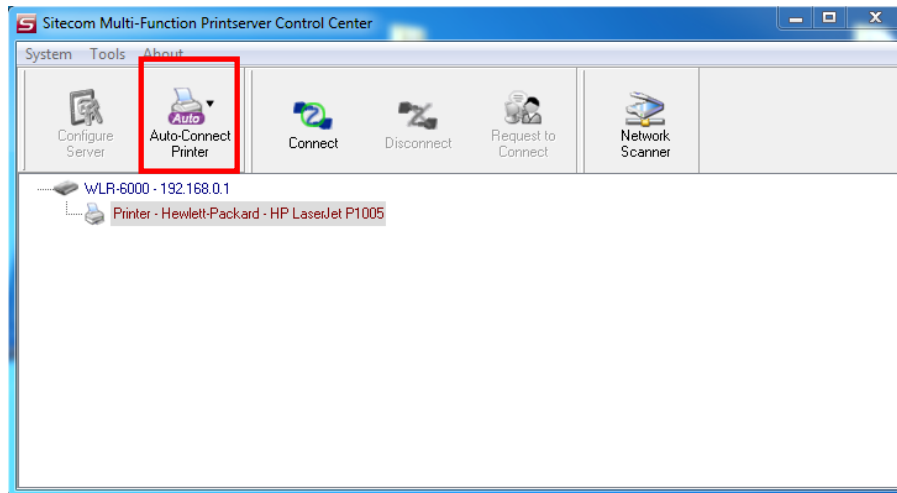 Sitecom Multi-Function Printserver Control Center
System Tools About
Configure
Server
Auto
Auto-Connect
Printer
Connect
Disconnect
Request to
Connect
Network
Scanner
WLR-6000 - 192.168.0.1
Printer - Hewlett-Packard - HP LaserJet P1005